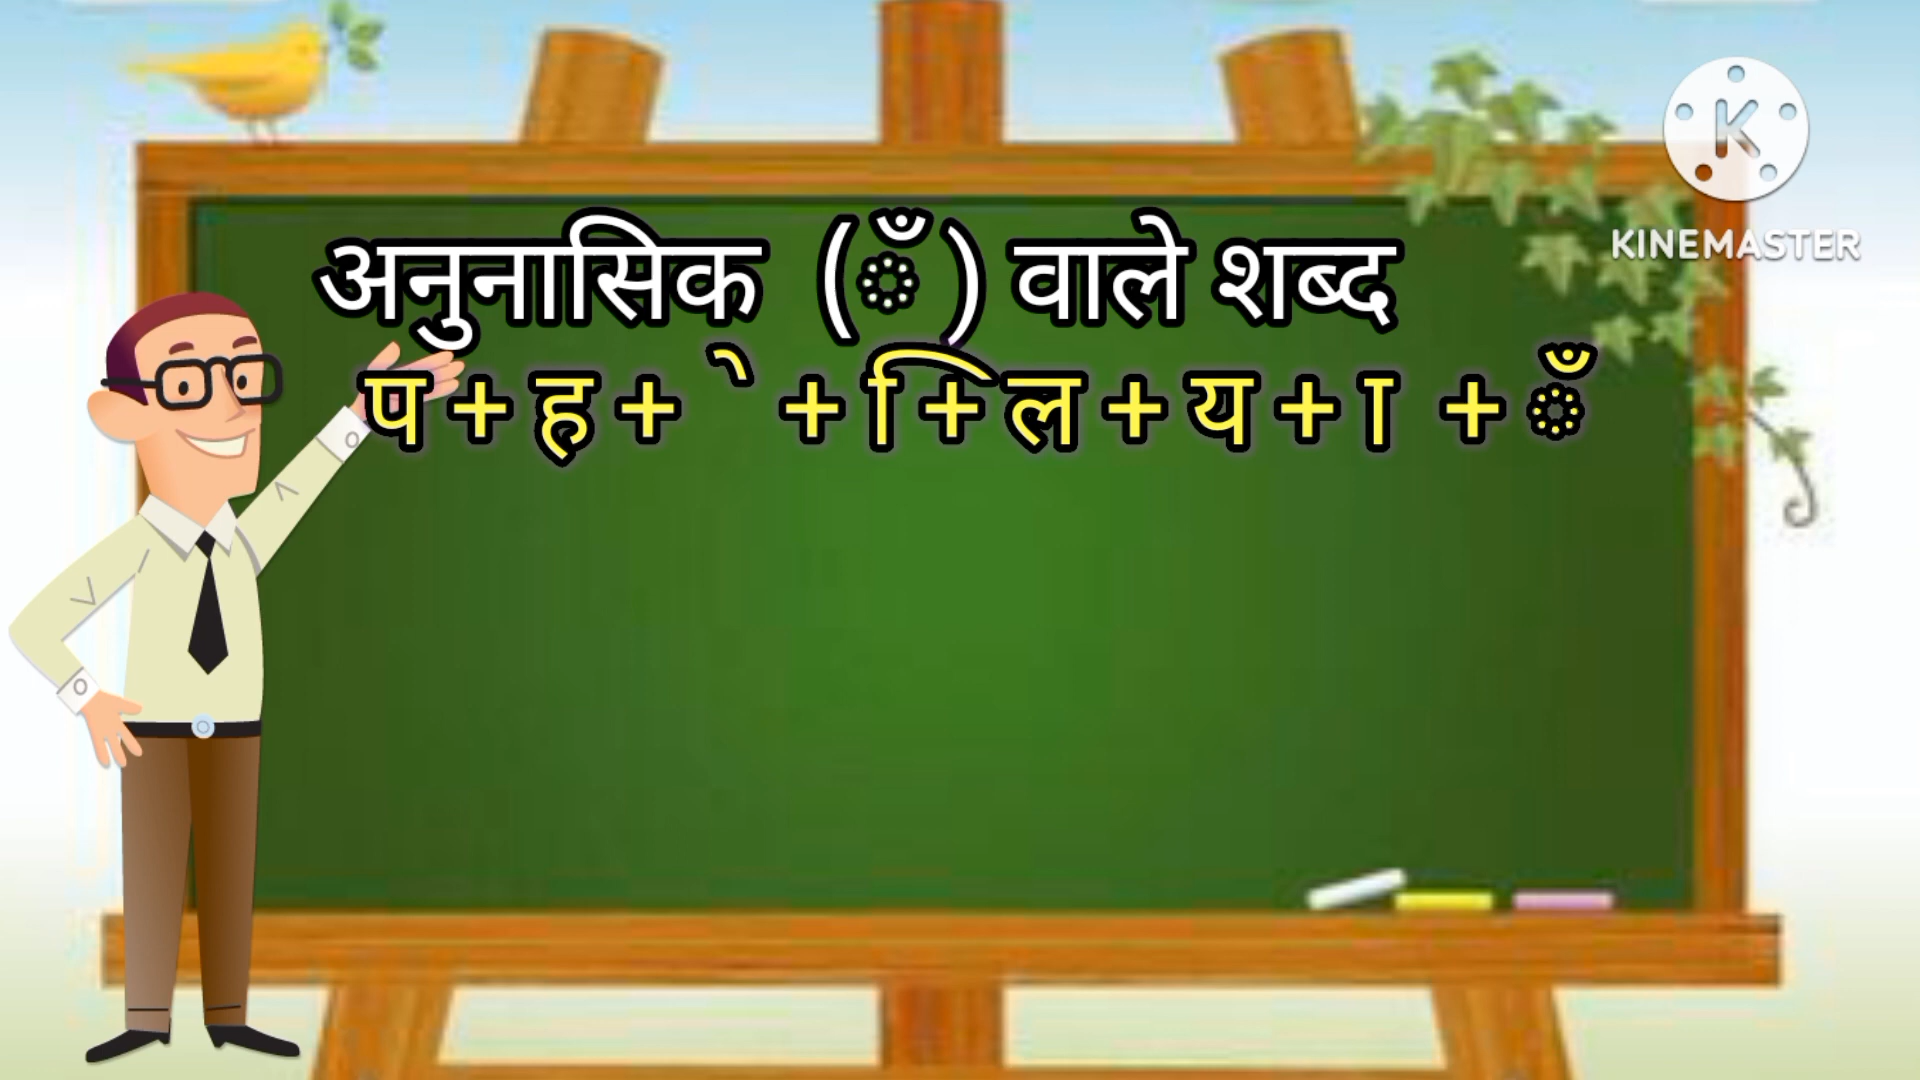 अनुनासिक (ँ) वाले शब्द
प+ह+ े +ि+ल+य+ा +ँ
KINEMASTER